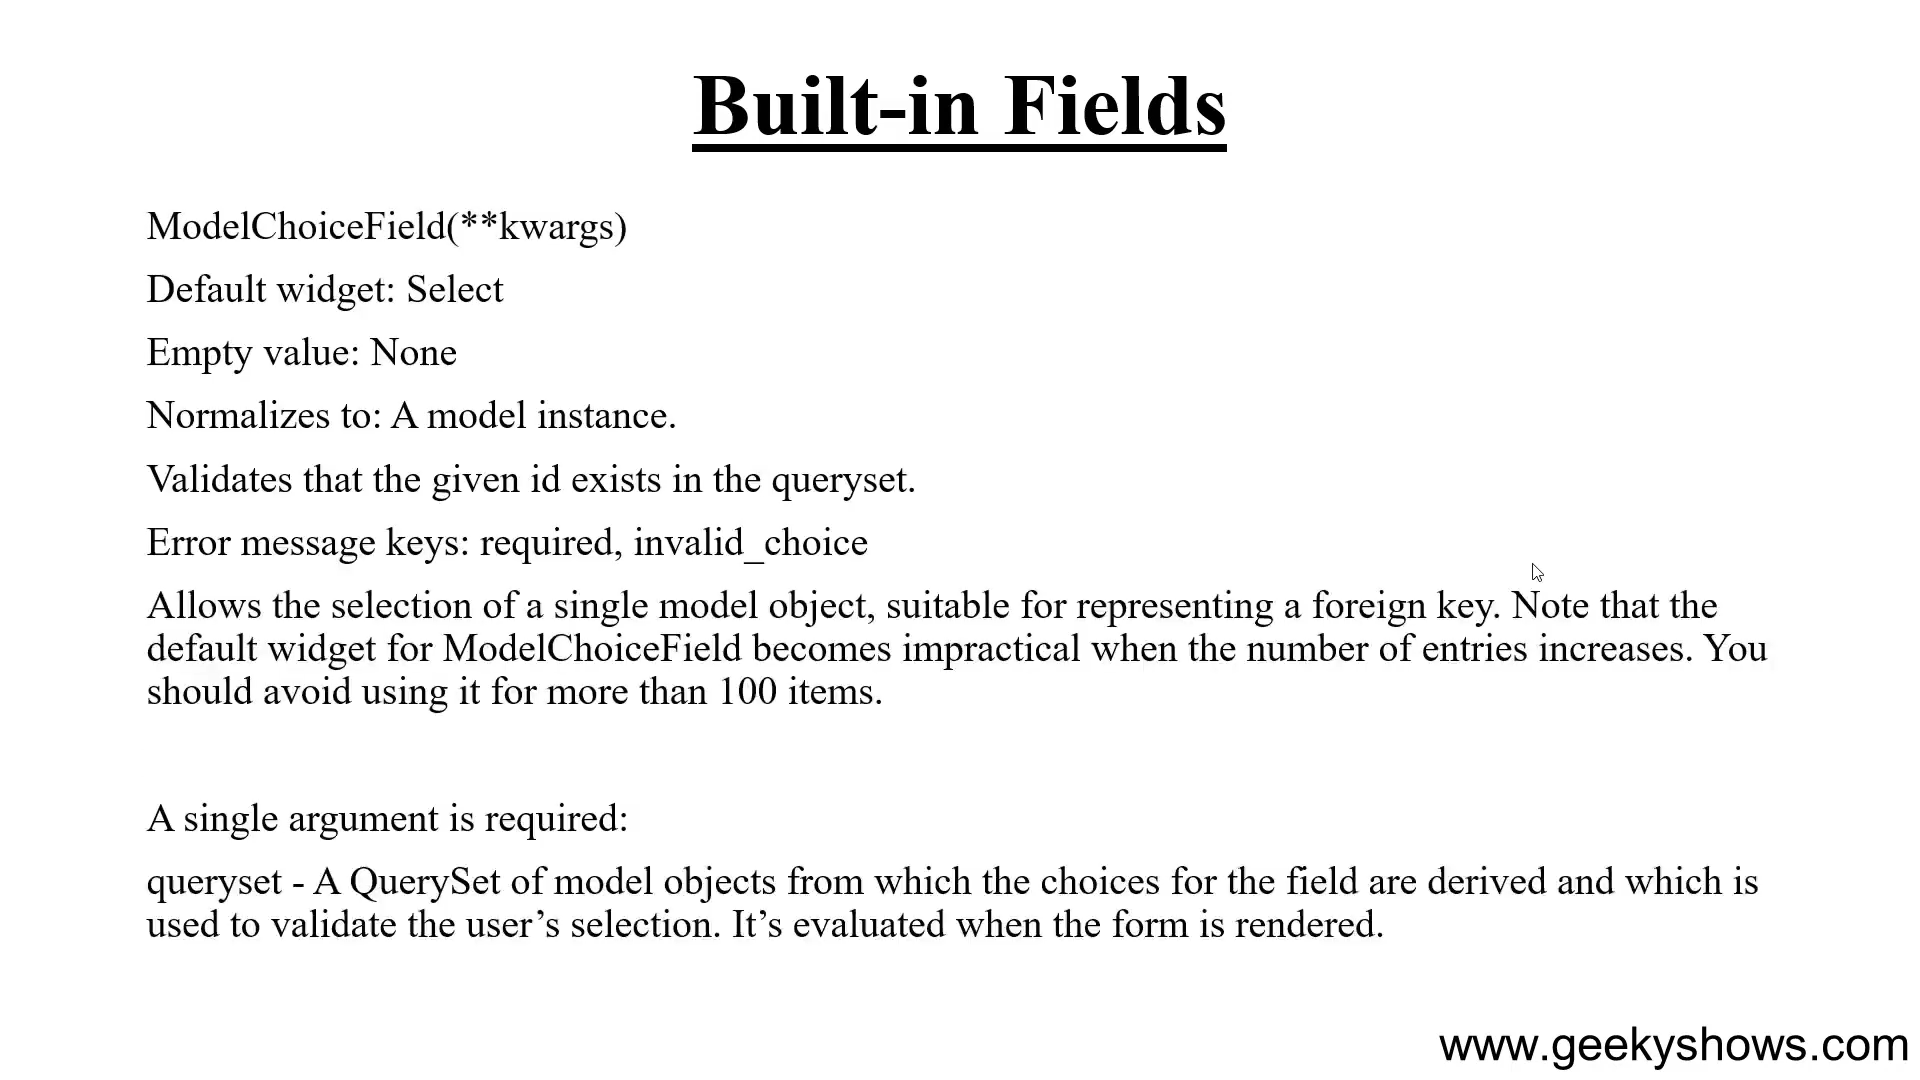 Built-in Fields
ModelChoiceField(**kwargs)
Default widget: Select
Empty value: None
Normalizes to: A model instance.
Validates that the given id exists in the queryset.
Error message keys: required, invalid_choice
Allows the selection of a single model object, suitable for representing a foreign key. Note that the
default widget for ModelChoiceField becomes impractical when the number of entries increases. You
should avoid using it for more than 100 items.
A single argument is required:
queryset - A QuerySet of model objects from which the choices for the field are derived and which is
used to validate the user’s selection. It’s evaluated when the form is rendered.
www.geekyshows.com